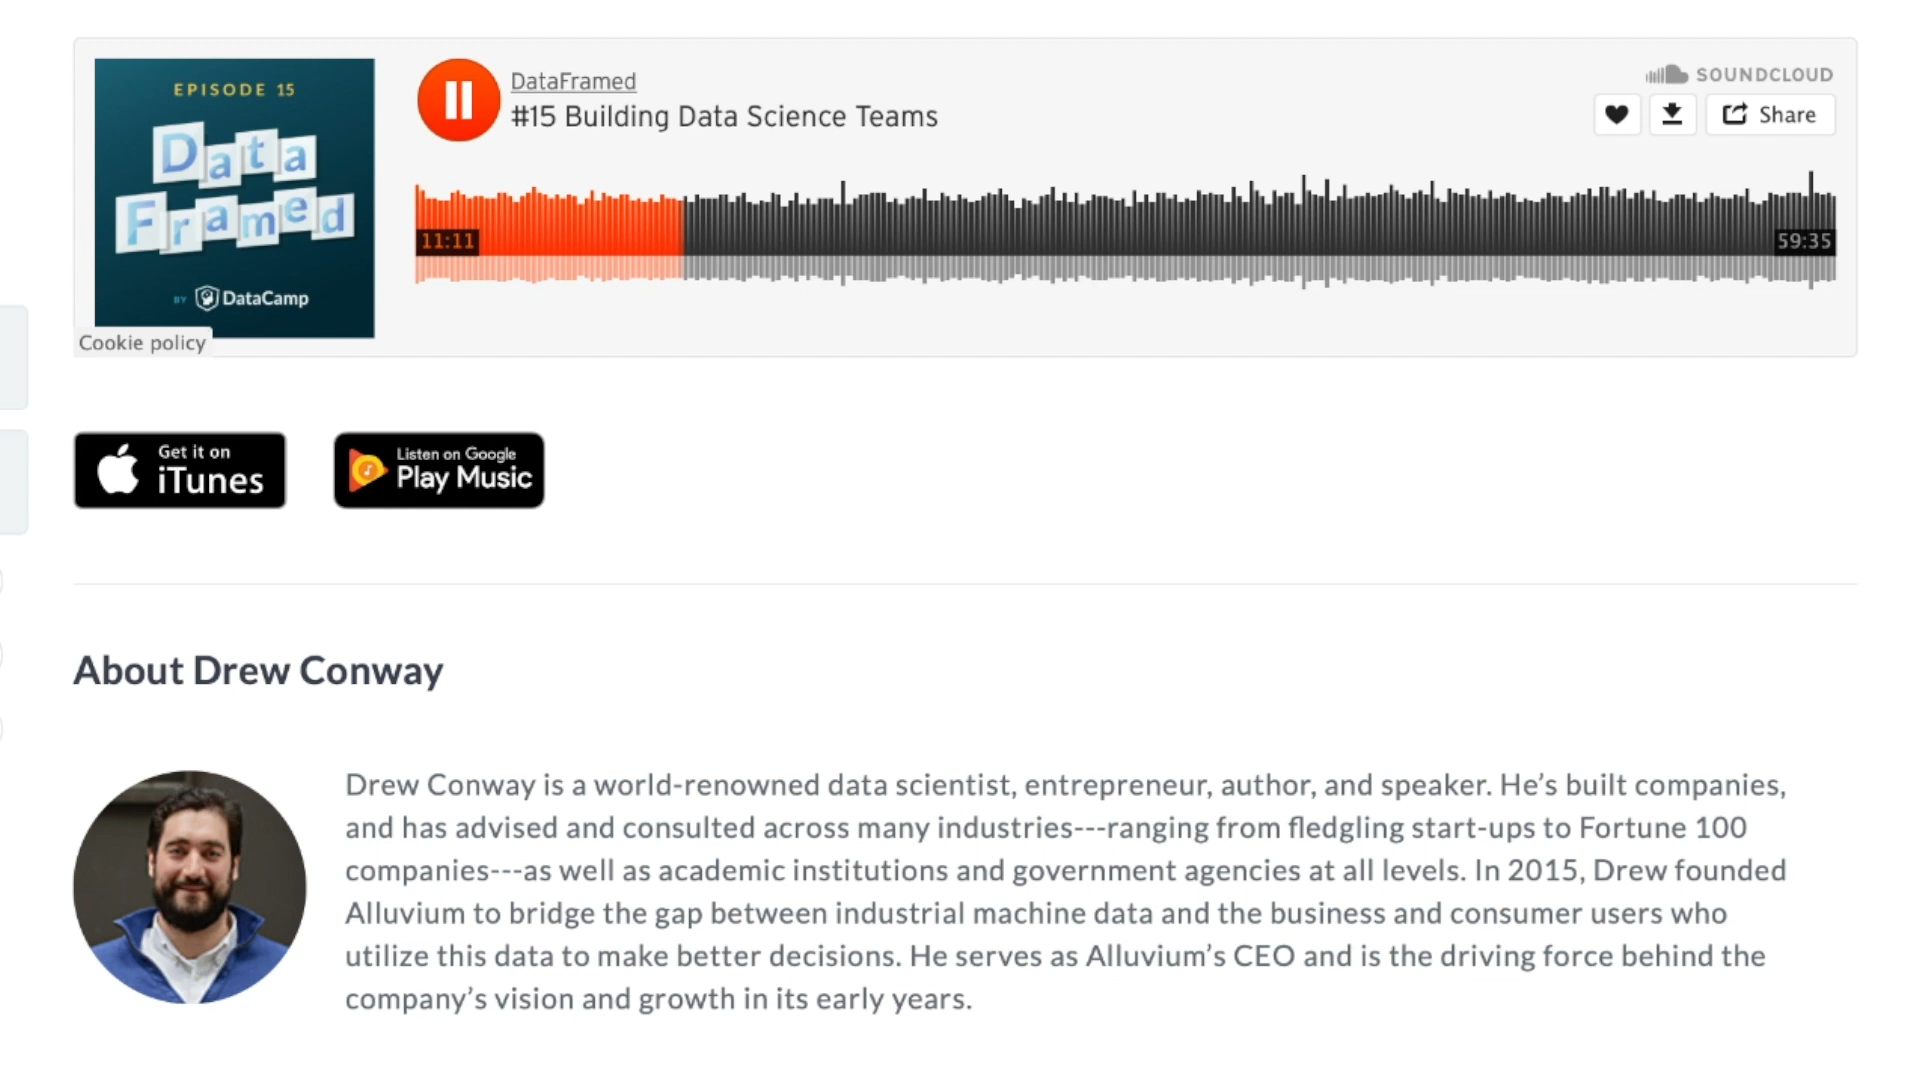 EPISODE 15
Data
Framed
BY DataCamp
Cookie policy
DataFramed
#15 Building Data Science Teams
SOUNDCLOUD
Share
11:11
59:35
Get it on
iTunes
Listen on Google
Play Music
About Drew Conway
Drew Conway is a world-renowned data scientist, entrepreneur, author, and speaker. He’s built companies,
and has advised and consulted across many industries---ranging from fledgling start-ups to Fortune 100
companies---as well as academic institutions and government agencies at all levels. In 2015, Drew founded
Alluvium to bridge the gap between industrial machine data and the business and consumer users who
utilize this data to make better decisions. He serves as Alluvium’s CEO and is the driving force behind the
company’s vision and growth in its early years.